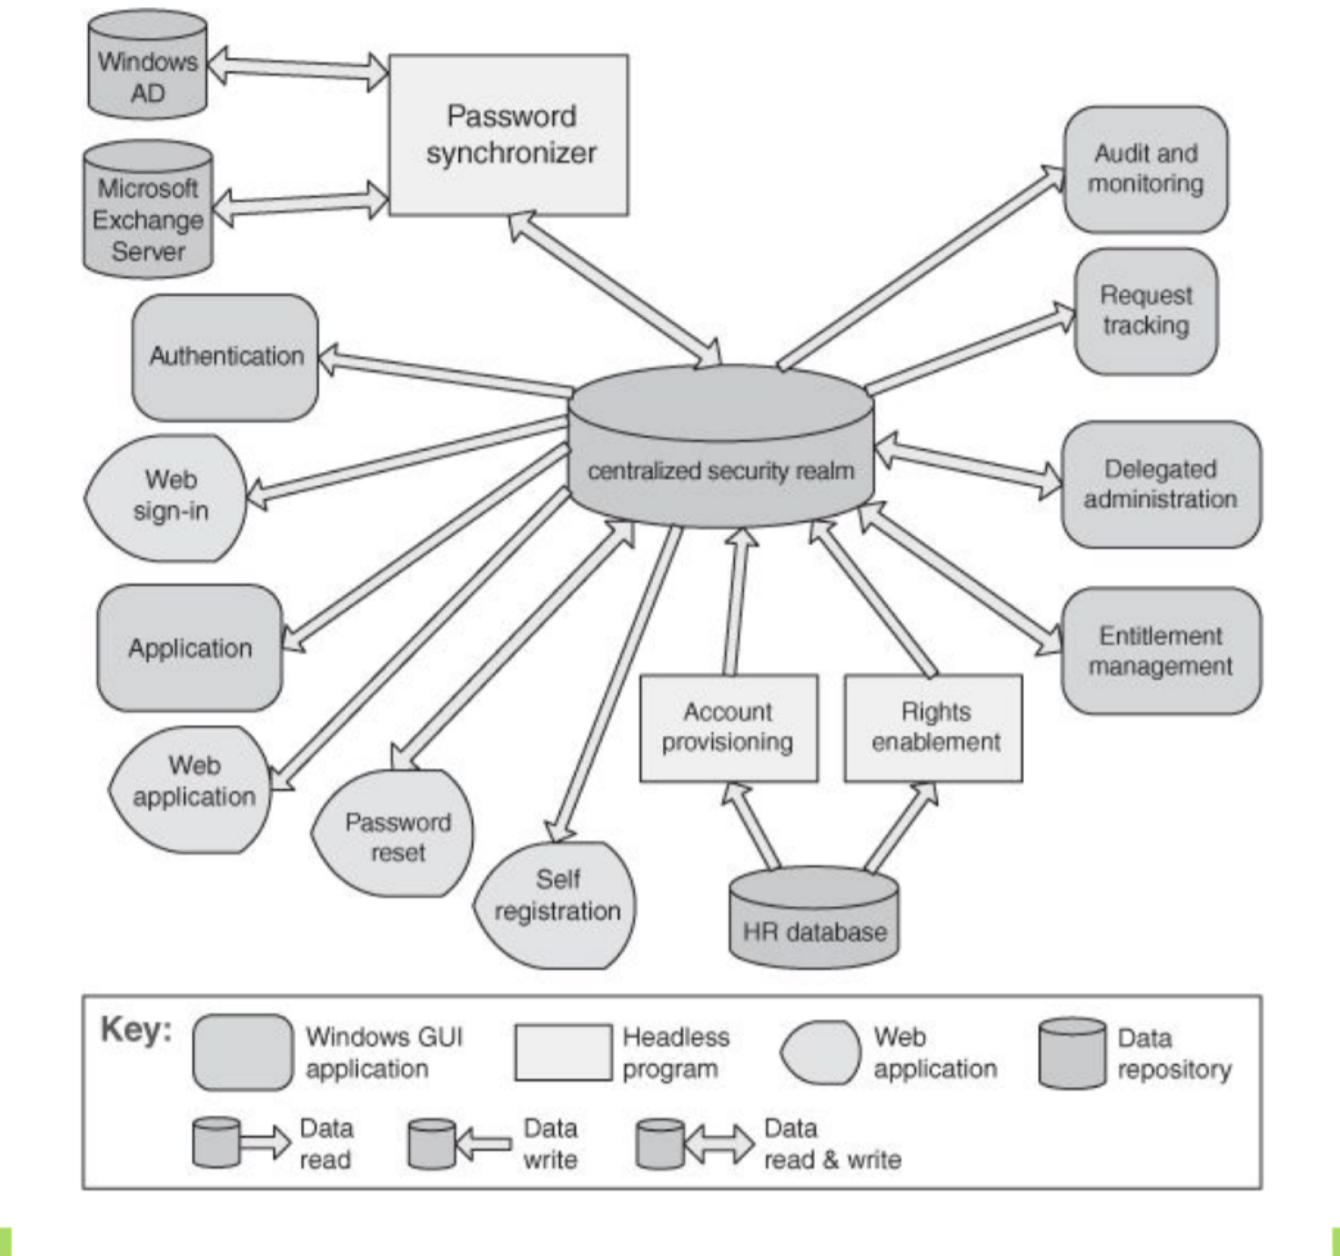 Windows
AD
Password
synchronizer
Microsoft
Exchange
Server
Audit and
monitoring
Request
tracking
Authentication
centralized security realm
Web
sign-in
Delegated
administration
Application
Entitlement
management
Account
provisioning
Rights
enablement
Web
application
Password
reset
Self
registration
HR database
Key:
Windows GUI
application
Headless
program
Web
application
Data
repository
Data
read
Data
write
Data
read & write